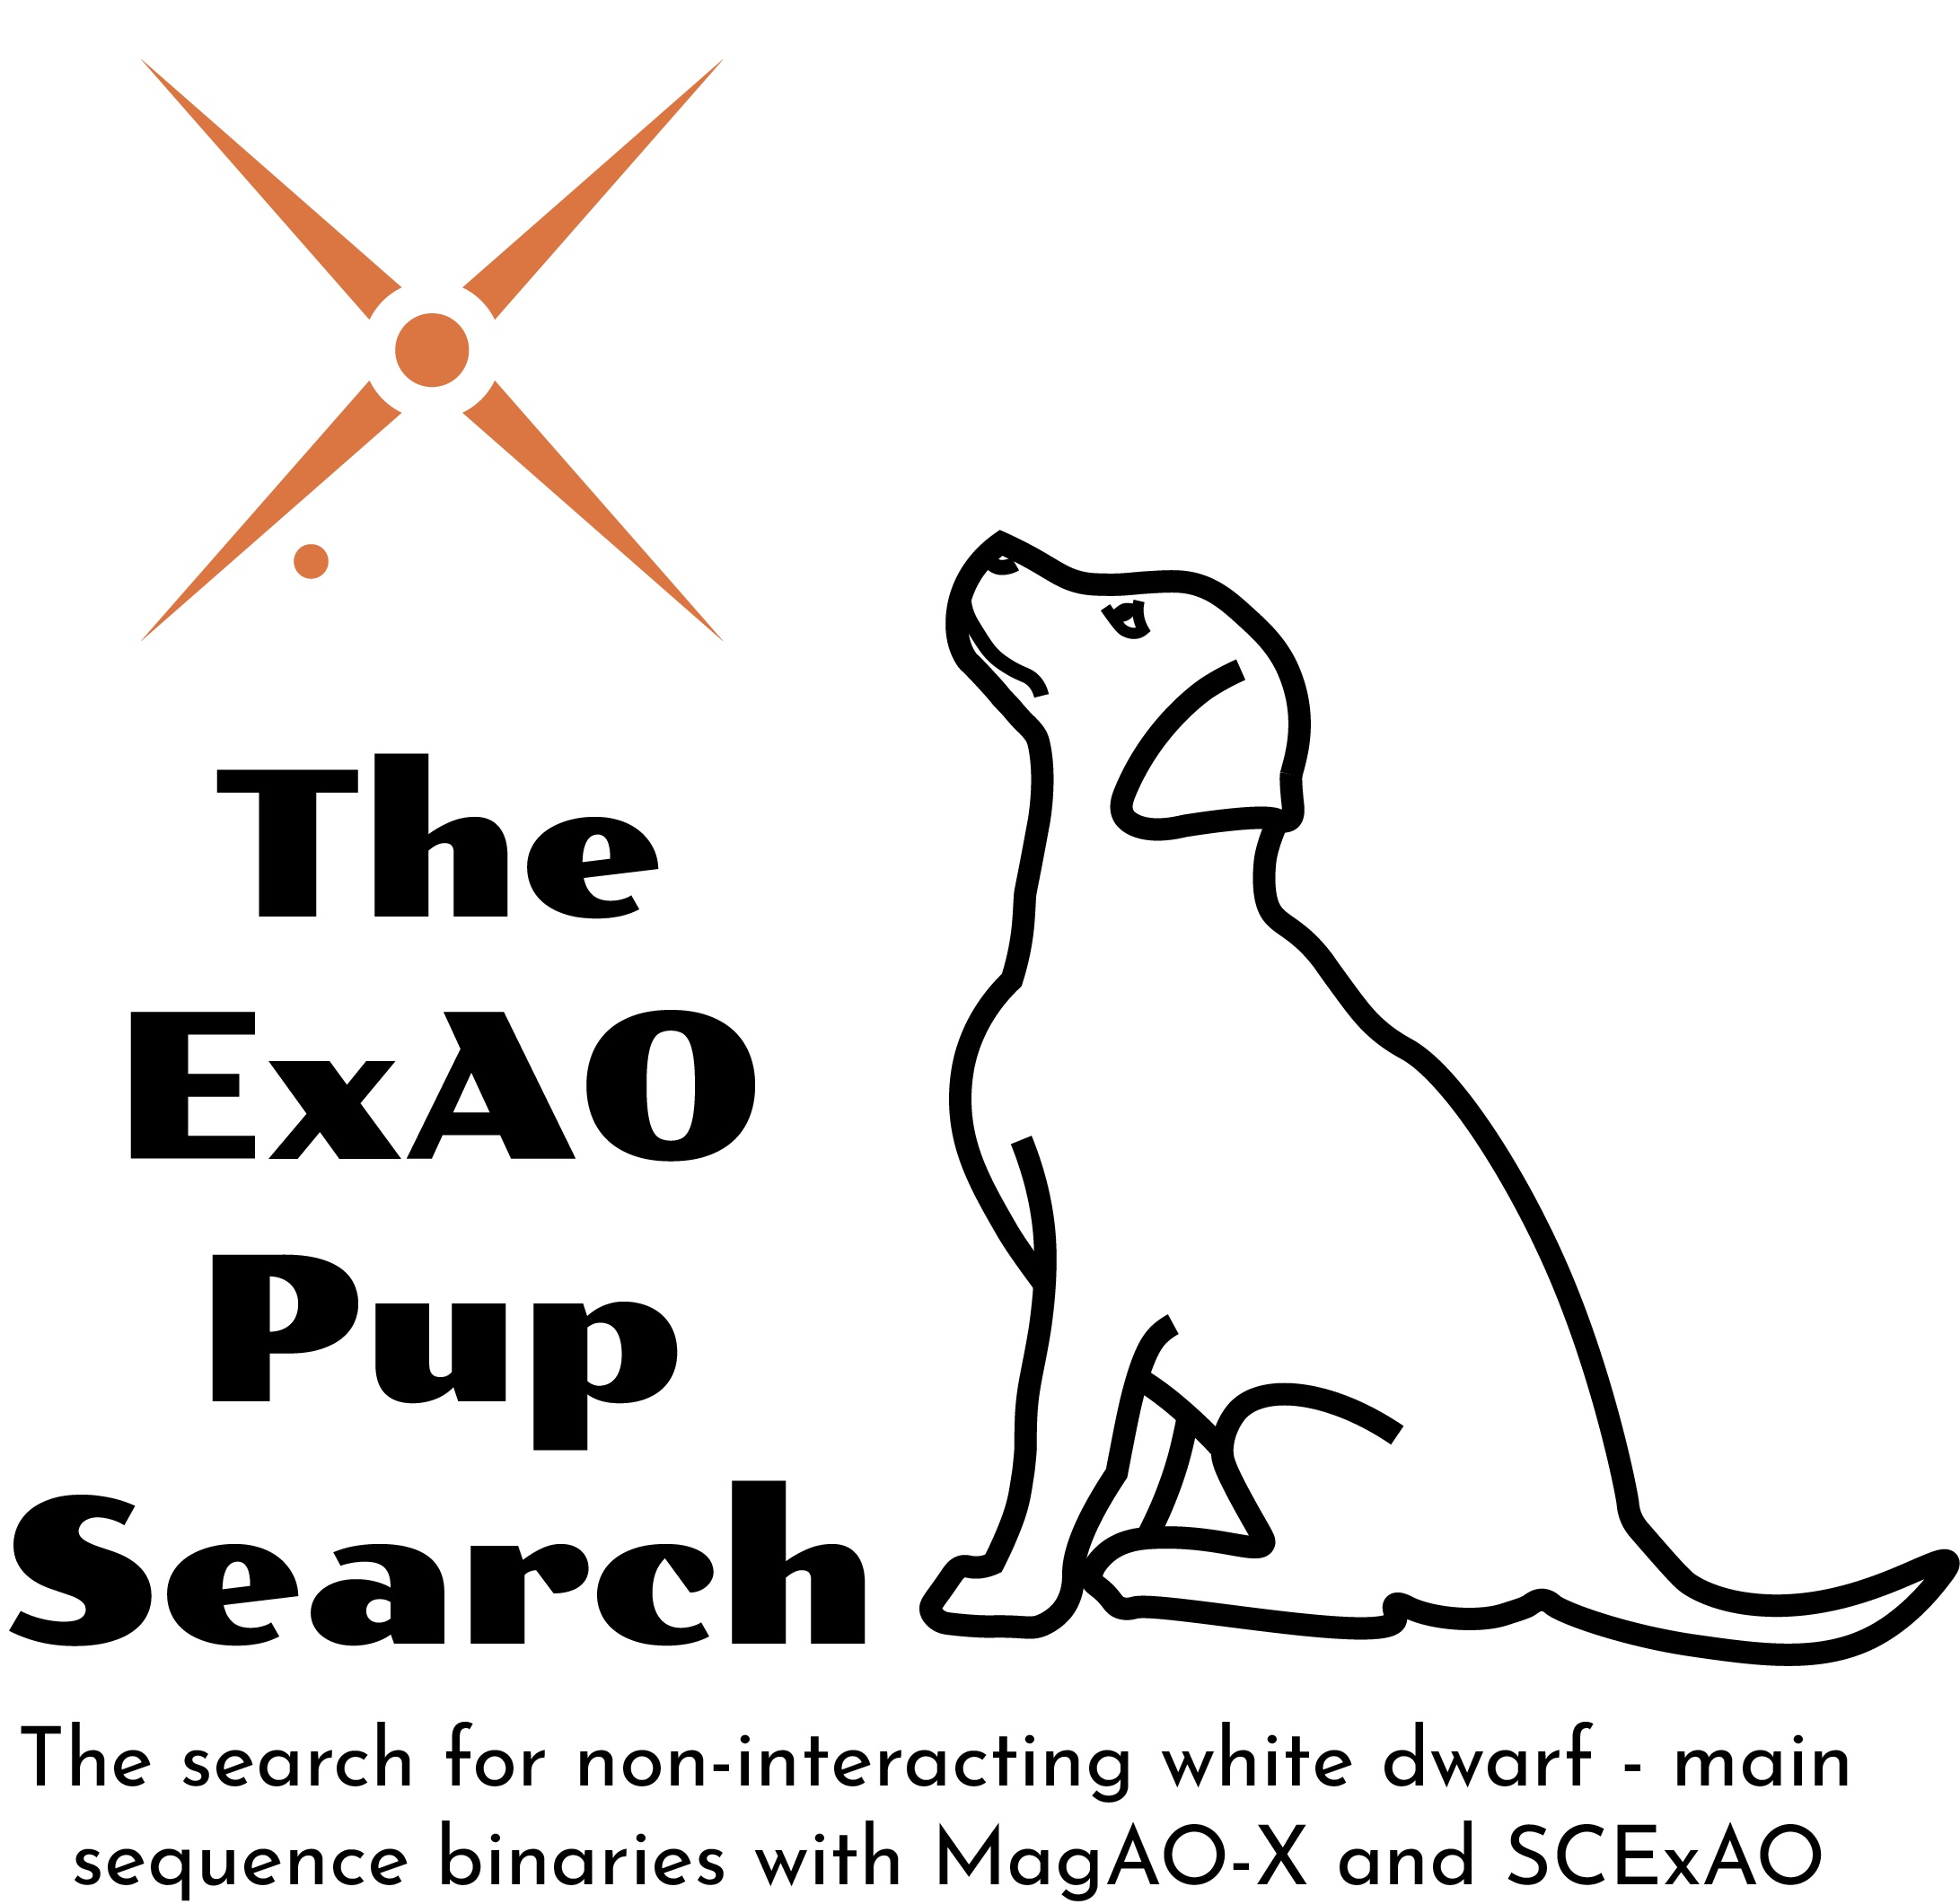 The
ExAO
Pup
Search
The search for non-interacting white dwarf - main
sequence binaries with MagAO-X and SCExAO